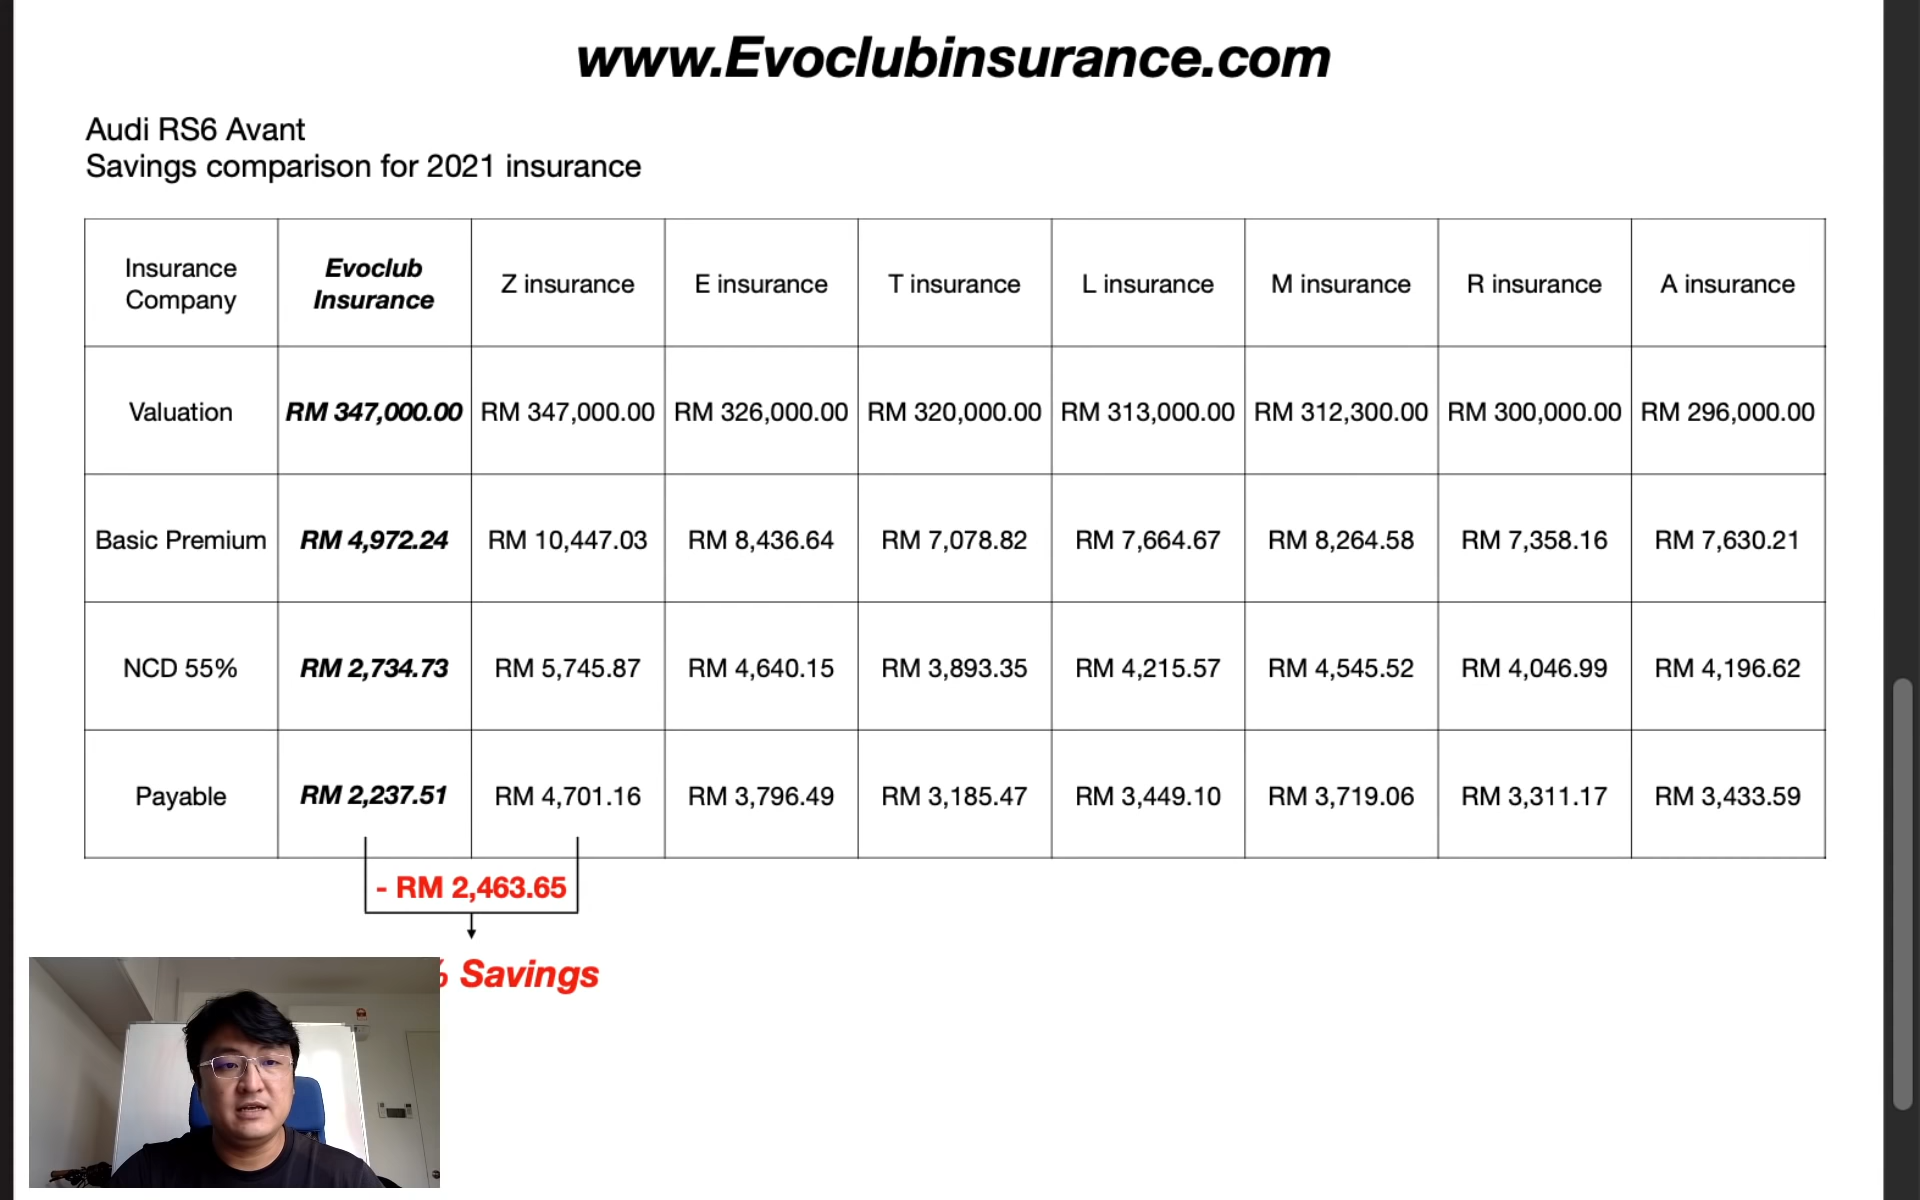 www.Evoclubinsurance.com
Audi RS6 Avant
Savings comparison for 2021 insurance
Insurance Company Evoclub Insurance Z insurance E insurance T insurance L insurance M insurance R insurance A insurance
Valuation RM 347,000.00 RM 347,000.00 RM 326,000.00 RM 320,000.00 RM 313,000.00 RM 312,300.00 RM 300,000.00 RM 296,000.00
Basic Premium RM 4,972.24 RM 10,447.03 RM 8,436.64 RM 7,078.82 RM 7,664.67 RM 8,264.58 RM 7,358.16 RM 7,630.21
NCD 55% RM 2,734.73 RM 5,745.87 RM 4,640.15 RM 3,893.35 RM 4,215.57 RM 4,545.52 RM 4,046.99 RM 4,196.62
Payable RM 2,237.51 RM 4,701.16 RM 3,796.49 RM 3,185.47 RM 3,449.10 RM 3,719.06 RM 3,311.17 RM 3,433.59
- RM 2,463.65
Savings